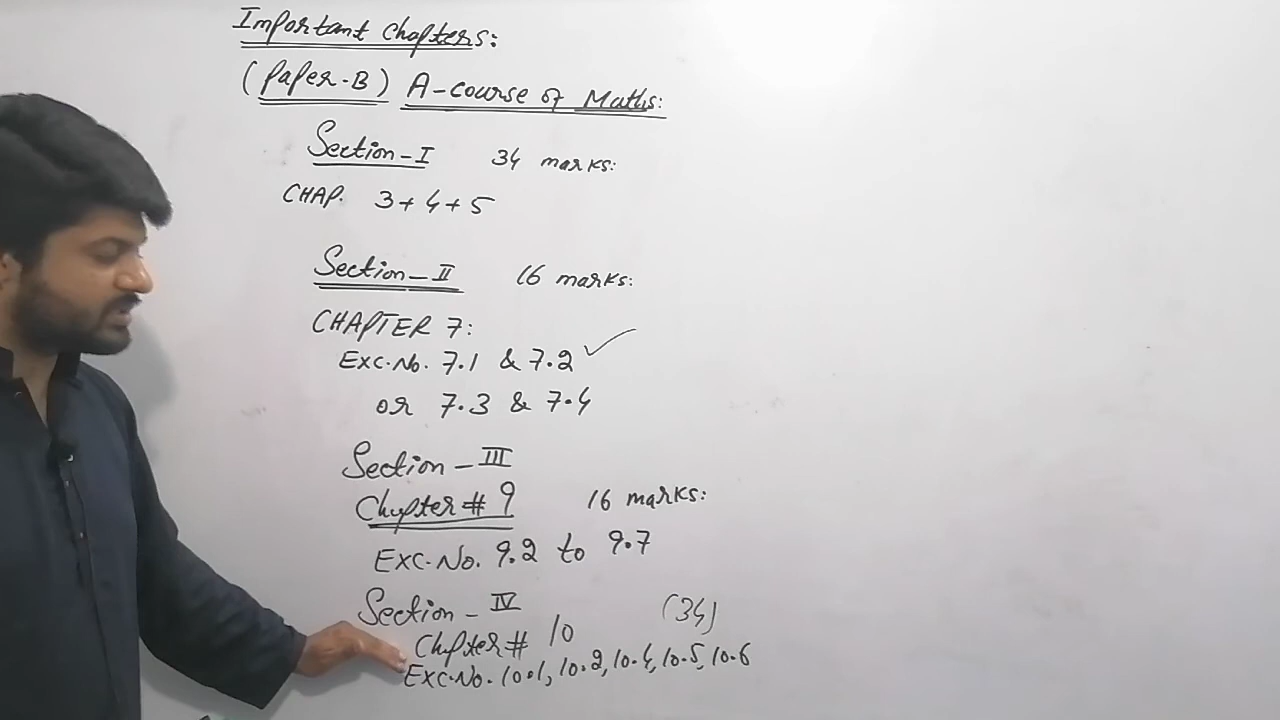 Important Chapters:
(Paper-B) A-course of Maths:
Section-I 34 marks:
CHAP. 3+4+5
Section-II 16 marks:
CHAPTER 7:
Exc.No. 7.1 & 7.2 ✓
or 7.3 & 7.4
Section-III
Chapter# 9 16 marks:
Exc.No. 9.2 to 9.7
Section-IV (34)
Chapter# 10
Exc.No. 10.1, 10.2, 10.4, 10.5, 10.6